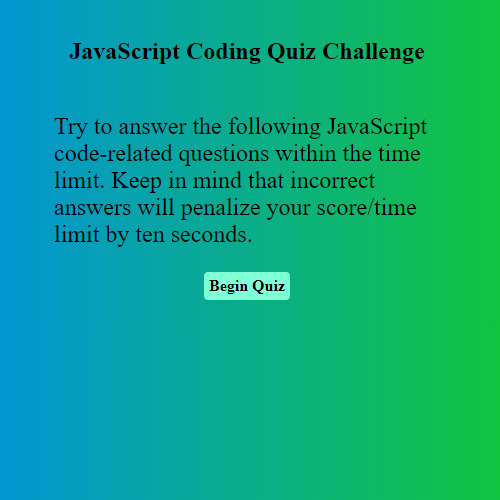 JavaScript Coding Quiz Challenge
Try to answer the following JavaScript
code-related questions within the time
limit. Keep in mind that incorrect
answers will penalize your score/time
limit by ten seconds.
Begin Quiz